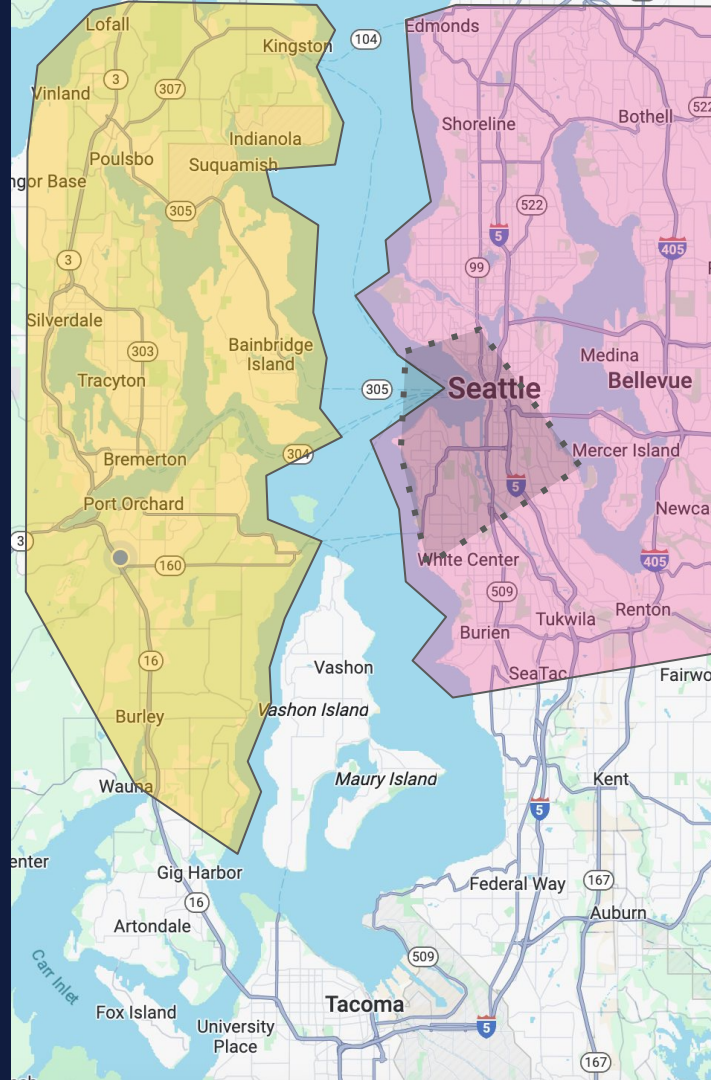 Lofall
Edmonds
Kingston
104
3
Vinland
307
522
Bothell
Shoreline
Indianola
Poulsbo
Suquamish
ngor Base
305
522
5
405
3
99
Silverdale
303
Bainbridge
Island
Medina
Tracyton
305
Seattle
Bellevue
304
Bremerton
Mercer Island
5
Port Orchard
Newca
3
160
White Center
405
509
Renton
Tukwila
Burien
16
Vashon
SeaTac
Fairwo
Vashon Island
Burley
Maury Island
Kent
Wauna
5
enter
Gig Harbor
Federal Way
167
16
Auburn
Artondale
509
Carr Inlet
Tacoma
Fox Island
University
Place
5
167